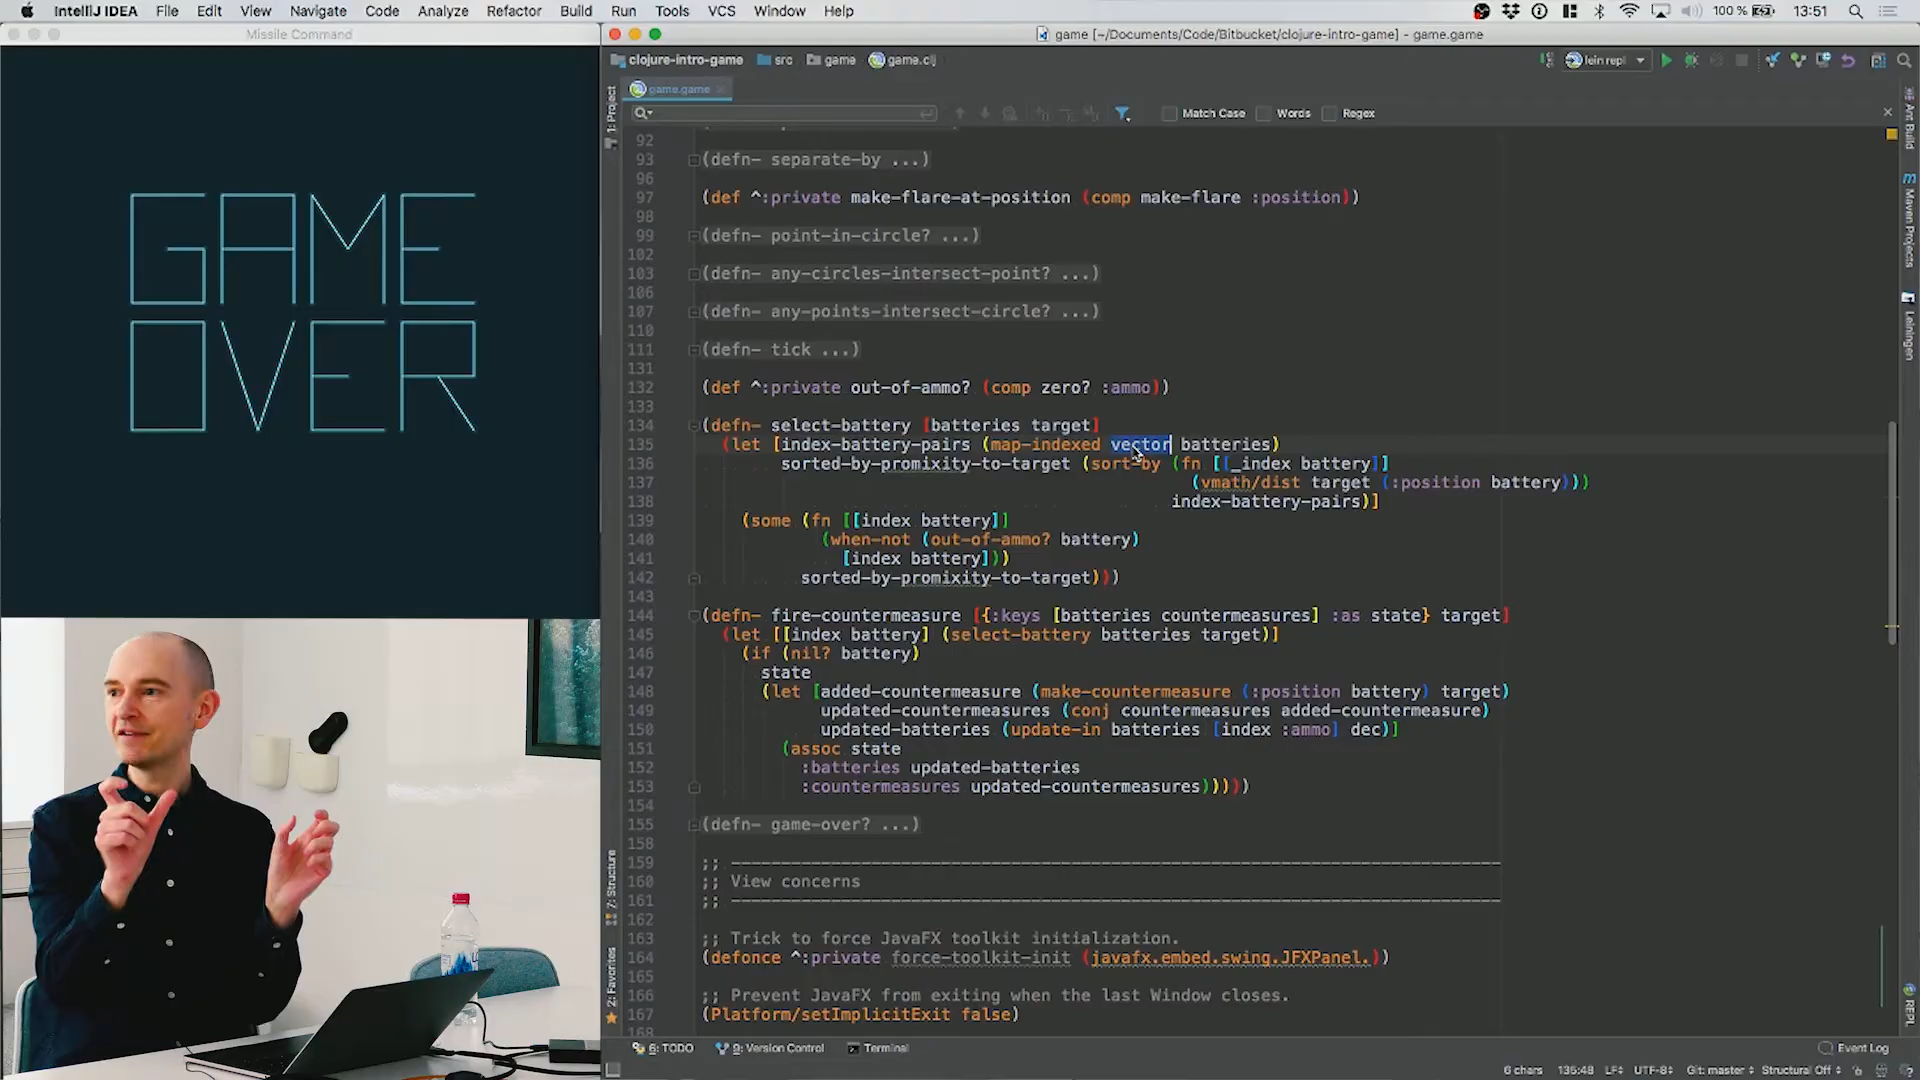 IntelliJ IDEA File Edit View Navigate Code Analyze Refactor Build Run Tools VCS Window Help 100 % 13:51
Missile Command
game [~/Documents/Code/Bitbucket/clojure-intro-game] - game.game
clojure-intro-game src game game.clj lein repl
game.game
Match Case Words Regex
GAME
OVER
92
93 (defn- separate-by ...)
96
97 (def ^:private make-flare-at-position (comp make-flare :position))
98
99 (defn- point-in-circle? ...)
102
103 (defn- any-circles-intersect-point? ...)
106
107 (defn- any-points-intersect-circle? ...)
110
111 (defn- tick ...)
131
132 (def ^:private out-of-ammo? (comp zero? :ammo))
133
134 (defn- select-battery [batteries target]
135 (let [index-battery-pairs (map-indexed vector batteries)
136 sorted-by-promixity-to-target (sort-by (fn [[_index battery]]
137 (vmath/dist target (:position battery)))
138 index-battery-pairs)]
139 (some (fn [[index battery]]
140 (when-not (out-of-ammo? battery)
141 [index battery]))
142 sorted-by-promixity-to-target)))
143
144 (defn- fire-countermeasure [{:keys [batteries countermeasures] :as state} target]
145 (let [[index battery] (select-battery batteries target)]
146 (if (nil? battery)
147 state
148 (let [added-countermeasure (make-countermeasure (:position battery) target)
149 updated-countermeasures (conj countermeasures added-countermeasure)
150 updated-batteries (update-in batteries [index :ammo] dec)]
151 (assoc state
152 :batteries updated-batteries
153 :countermeasures updated-countermeasures)))))
154
155 (defn- game-over? ...)
158
159 ;; -----------------------------------------------------------------------------
160 ;; View concerns
161 ;; -----------------------------------------------------------------------------
162
163 ;; Trick to force JavaFX toolkit initialization.
164 (defonce ^:private force-toolkit-init (javafx.embed.swing.JFXPanel.))
165
166 ;; Prevent JavaFX from exiting when the last Window closes.
167 (Platform/setImplicitExit false)
168
1: Project
7: Structure
2: Favorites
Ant Build
Maven Projects
Leiningen
REPL
6: TODO 9: Version Control Terminal Event Log
6 chars 135:48 LF UTF-8 Git: master Structural Off